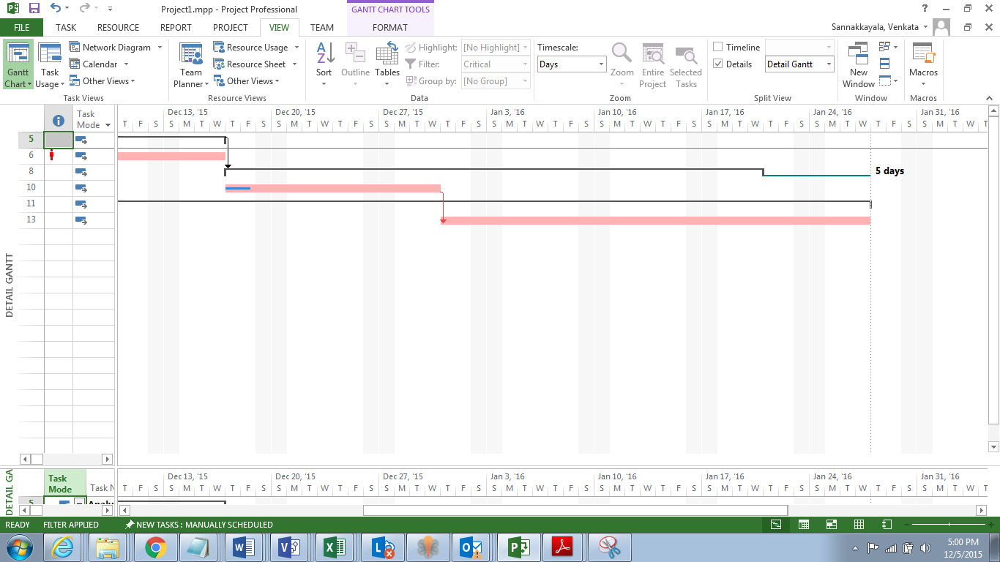 Project1.mpp - Project Professional
GANTT CHART TOOLS
?
Sannakkayala, Venkata
FILE TASK RESOURCE REPORT PROJECT VIEW TEAM FORMAT
Gantt Chart
Task Usage
Network Diagram
Calendar
Other Views
Task Views
Team Planner
Resource Usage
Resource Sheet
Other Views
Resource Views
Sort
Outline
Tables
Highlight: [No Highlight]
Filter: Critical
Group by: [No Group]
Data
Timescale:
Days
Zoom
Entire Project
Selected Tasks
Zoom
Timeline
Details Detail Gantt
Split View
New Window
Window
Macros
Macros
Task Mode
Dec 13, '15 Dec 20, '15 Dec 27, '15 Jan 3, '16 Jan 10, '16 Jan 17, '16 Jan 24, '16 Jan 31, '16
T F S S M T W T F S S M T W T F S S M T W T F S S M T W T F S S M T W T F S S M T W T F S S M T W T F S S M T W T
5
6
8
5 days
10
11
13
DETAIL GANTT
Task Mode
Task N
Dec 13, '15 Dec 20, '15 Dec 27, '15 Jan 3, '16 Jan 10, '16 Jan 17, '16 Jan 24, '16 Jan 31, '16
T F S S M T W T F S S M T W T F S S M T W T F S S M T W T F S S M T W T F S S M T W T F S S M T W T F S S M T W T
DETAIL GA
5 Analy
READY FILTER APPLIED NEW TASKS : MANUALLY SCHEDULED
5:00 PM
12/5/2015